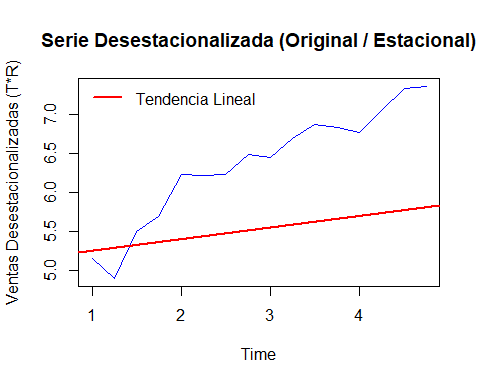 Serie Desestacionalizada (Original / Estacional)
Ventas Desestacionalizadas (T*R)
Tendencia Lineal
7.0
6.5
6.0
5.5
5.0
1 2 3 4
Time